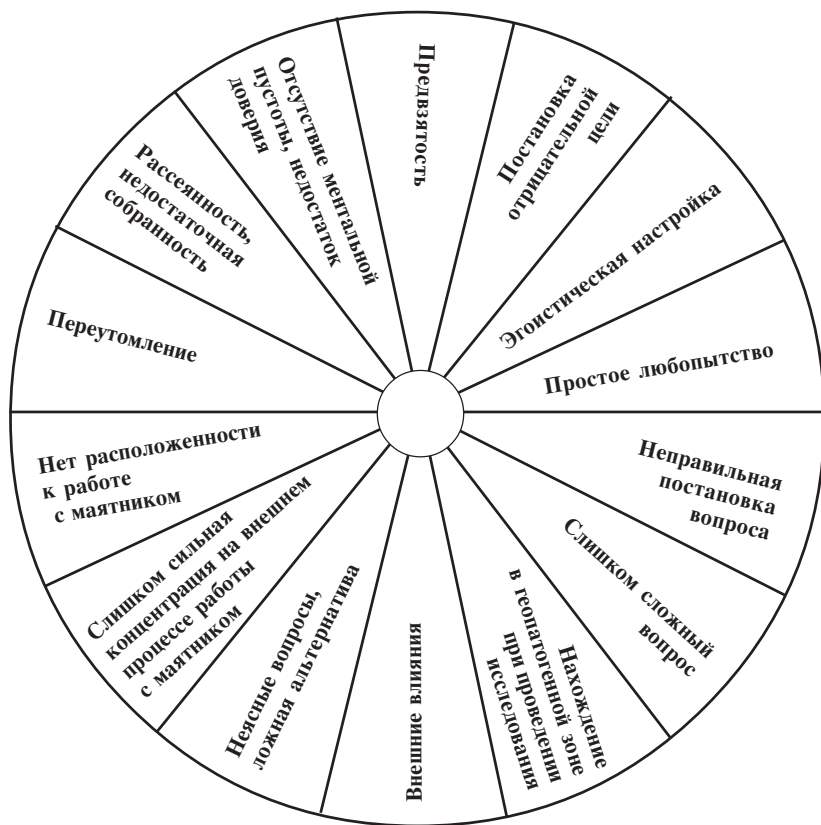 Предвзятость
Постановка
отрицательной
цели
Эгоистическая настройка
Простое любопытство
Неправильная
постановка
вопроса
Слишком сложный
вопрос
Нахождение
в геопатогенной зоне
при проведении
исследования
Внешние влияния
Неясные вопросы,
ложная альтернатива
Слишком сильная
концентрация на внешнем
процессе работы
с маятником
Нет расположенности
к работе
с маятником
Переутомление
Рассеянность,
недостаточная
собранность
Отсутствие ментальной
пустоты, недостаток
доверия